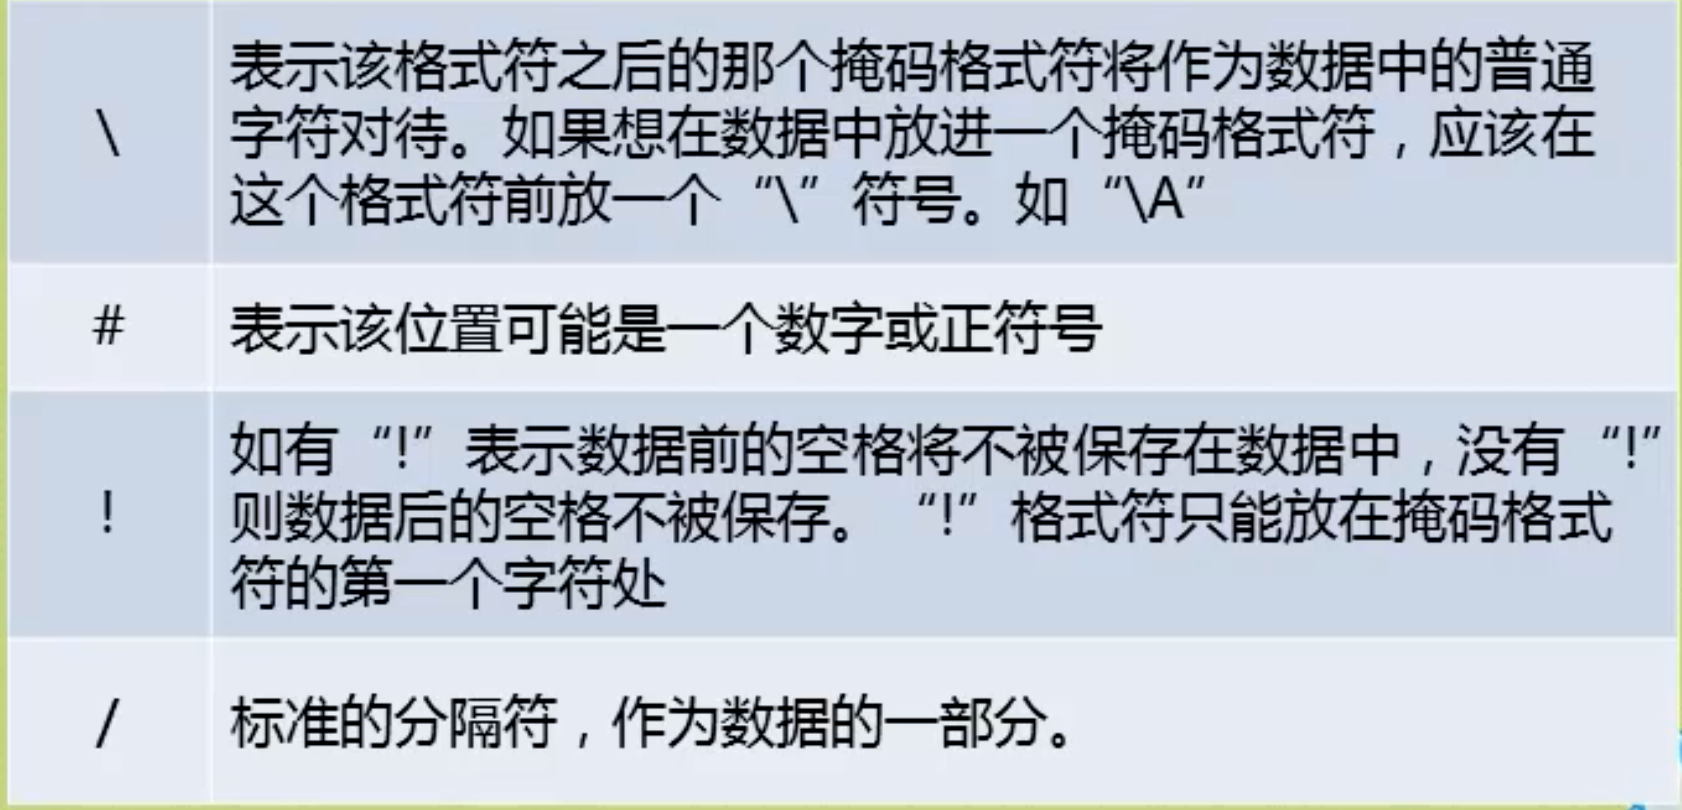 \
表示该格式符之后的那个掩码格式符将作为数据中的普通
字符对待。如果想在数据中放进一个掩码格式符，应该在
这个格式符前放一个“\”符号。如“\A”
#
表示该位置可能是一个数字或正符号
!
如有“!”表示数据前的空格将不被保存在数据中，没有“!”
则数据后的空格不被保存。“!”格式符只能放在掩码格式
符的第一个字符处
/
标准的分隔符，作为数据的一部分。